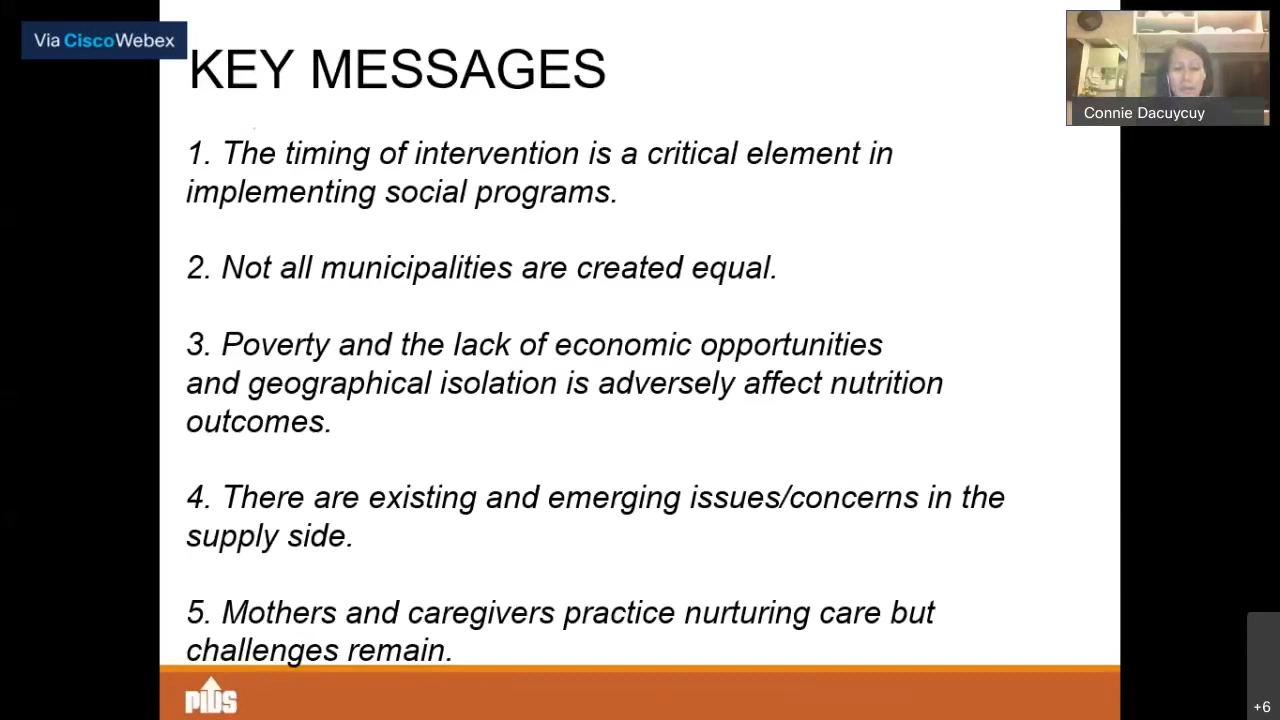 Via CiscoWebex
KEY MESSAGES
Connie Dacuycuy
1. The timing of intervention is a critical element in
implementing social programs.
2. Not all municipalities are created equal.
3. Poverty and the lack of economic opportunities
and geographical isolation is adversely affect nutrition
outcomes.
4. There are existing and emerging issues/concerns in the
supply side.
5. Mothers and caregivers practice nurturing care but
challenges remain.
+6